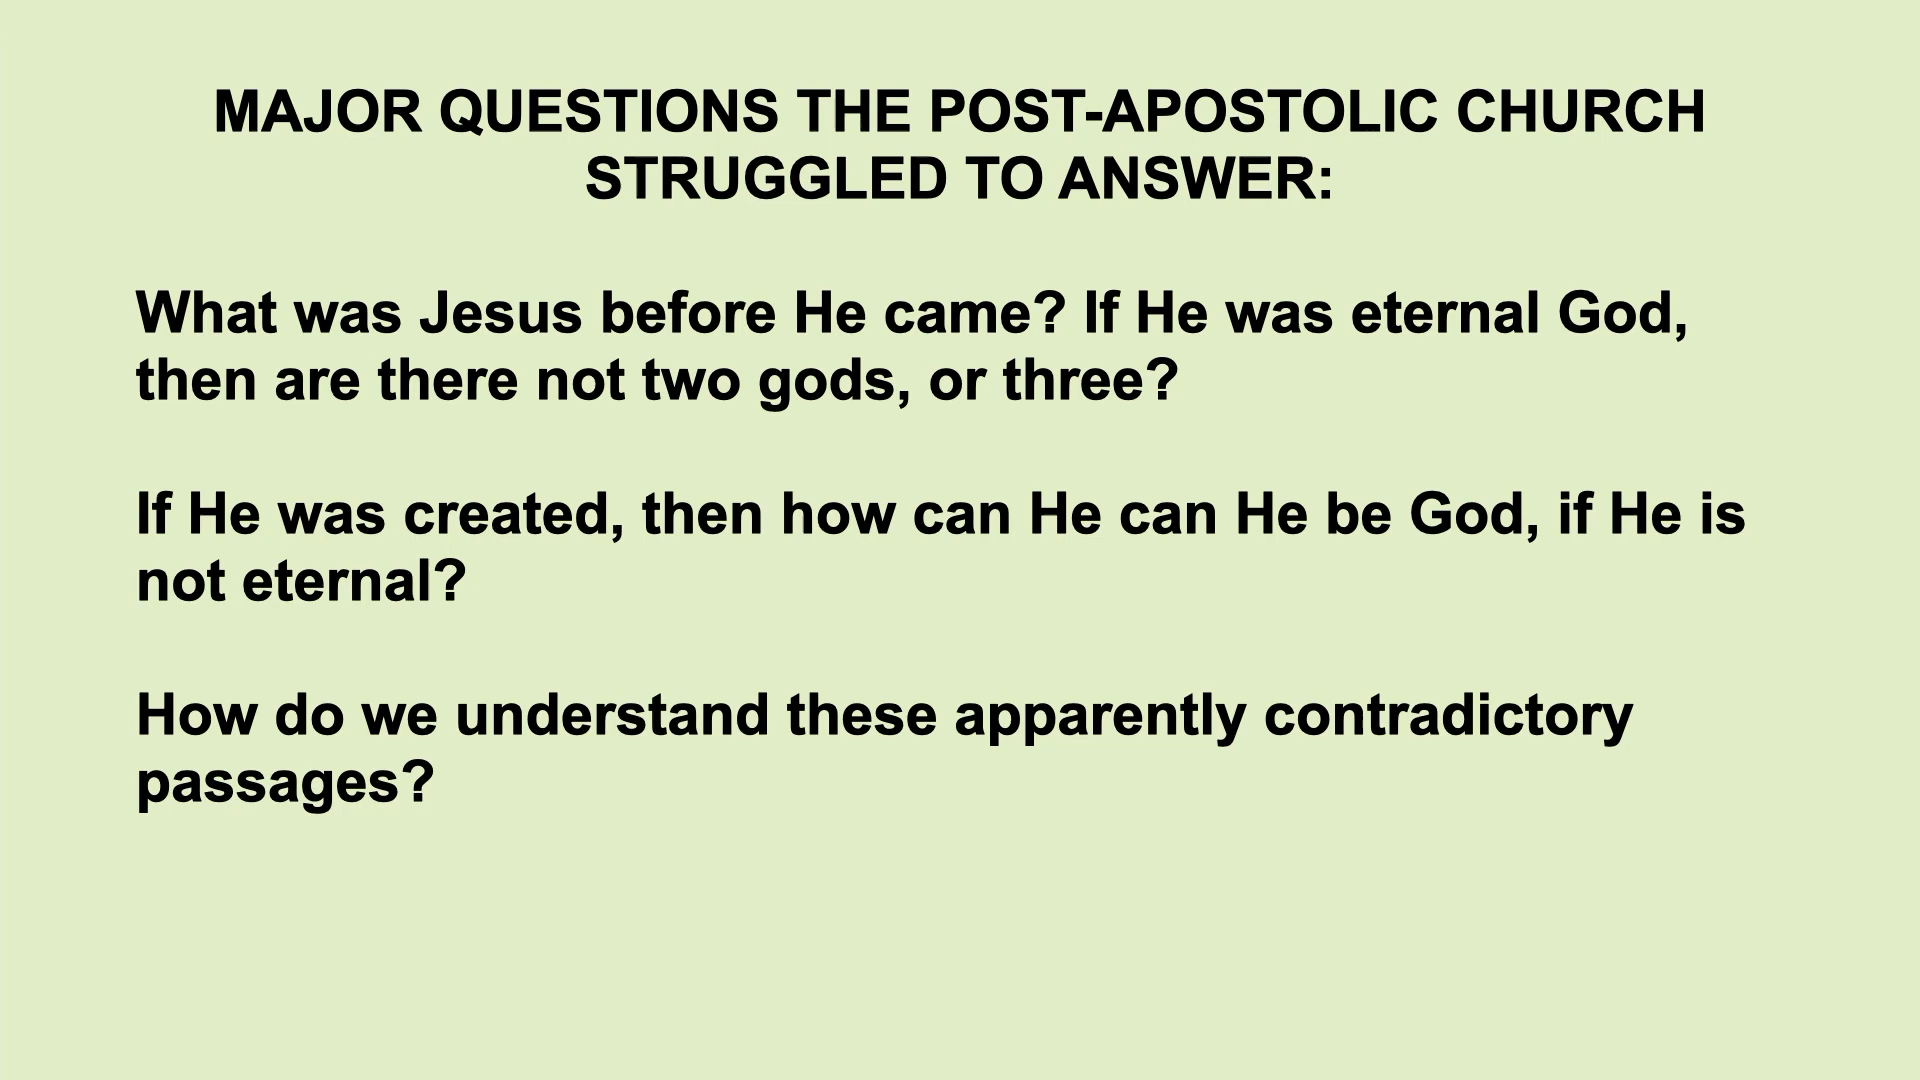 MAJOR QUESTIONS THE POST-APOSTOLIC CHURCH
STRUGGLED TO ANSWER:
What was Jesus before He came? If He was eternal God,
then are there not two gods, or three?
If He was created, then how can He can He be God, if He is
not eternal?
How do we understand these apparently contradictory
passages?